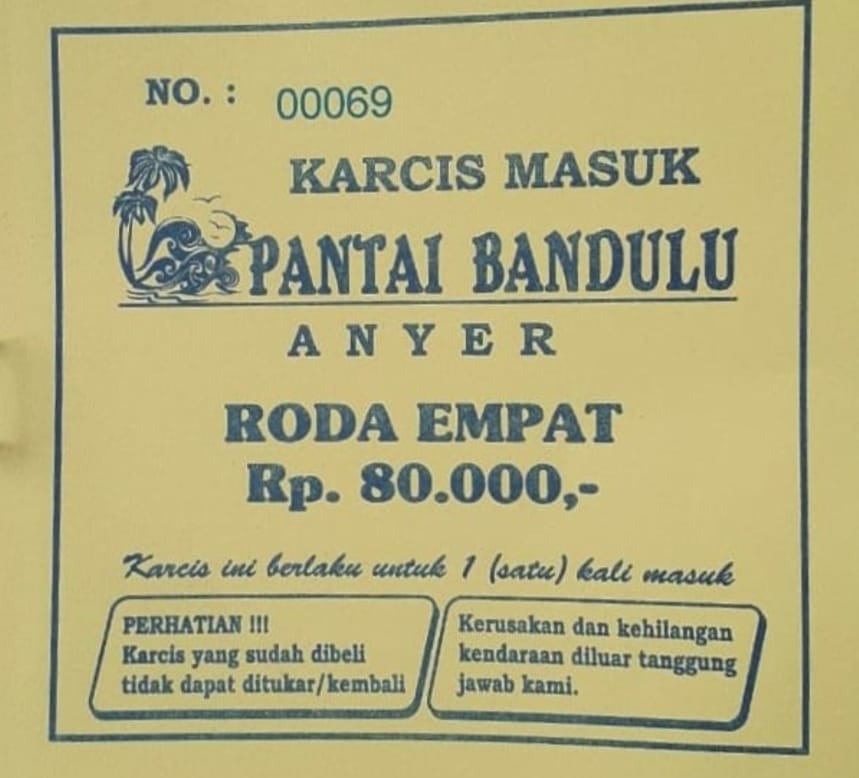 NO. : 00069
KARCIS MASUK
PANTAI BANDULU
ANYER
RODA EMPAT
Rp. 80.000,-
Karcis ini berlaku untuk 1 (satu) kali masuk
PERHATIAN !!!
Karcis yang sudah dibeli
tidak dapat ditukar/kembali
Kerusakan dan kehilangan
kendaraan diluar tanggung
jawab kami.